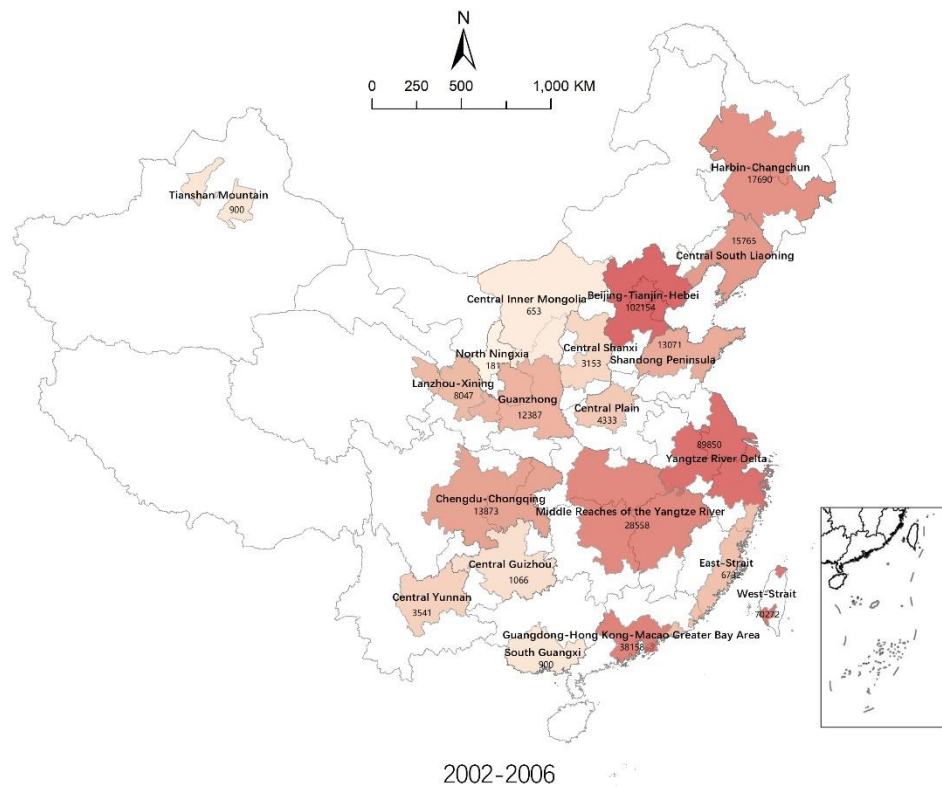 N
0 250 500 1,000 KM
Harbin-Changchun
17690
Tianshan Mountain
900
15765
Central South Liaoning
Central Inner Mongolia
653
Beijing-Tianjin-Hebei
102154
North Ningxia
181
Central Shanxi
3153
13071
Shandong Peninsula
Lanzhou-Xining
8047
Guanzhong
12387
Central Plain
4333
89850
Yangtze River Delta
Chengdu-Chongqing
13873
Middle Reaches of the Yangtze River
28558
Central Guizhou
1066
East-Strait
Central Yunnan
3541
West-Strait
70272
Guangdong-Hong Kong-Macao Greater Bay Area
38158
South Guangxi
900
2002-2006